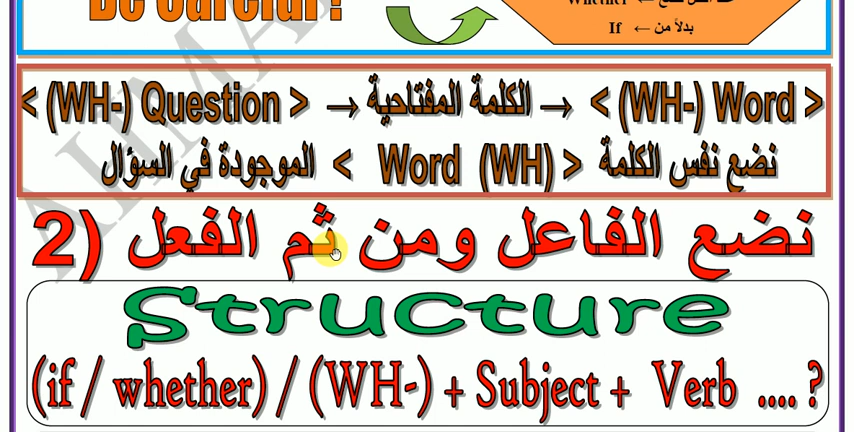 Be Careful!
Whether ←
If ← بدلاً من
< (WH-) Question > → الكلمة المفتاحية → < (WH-) Word >
نضع نفس الكلمة < Word (WH) > الموجودة في السؤال
2) نضع الفاعل ومن ثم الفعل
Structure
(if / whether) / (WH-) + Subject + Verb .... ?